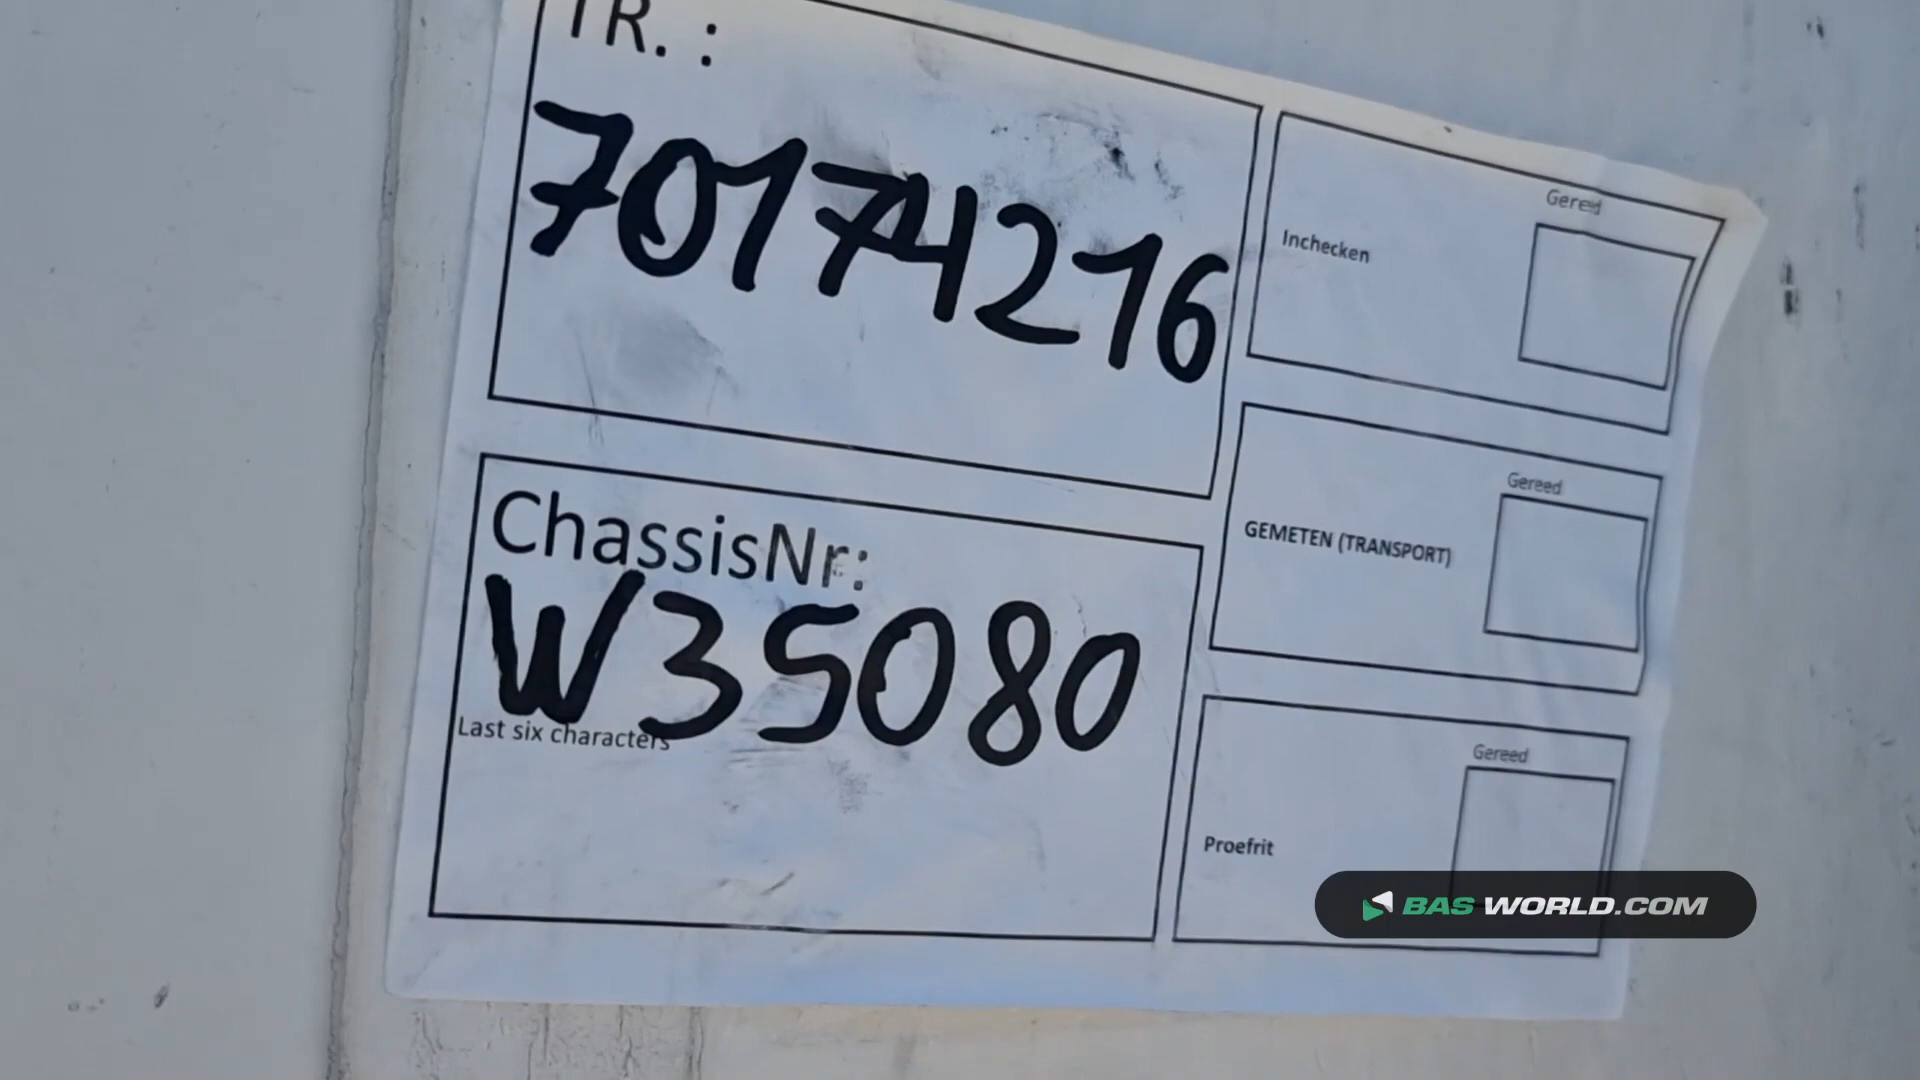 TR. :
70174216
ChassisNr:
W35080
Last six characters
Gereed
Inchecken
Gereed
GEMETEN (TRANSPORT)
Gereed
Proefrit
BAS WORLD.COM